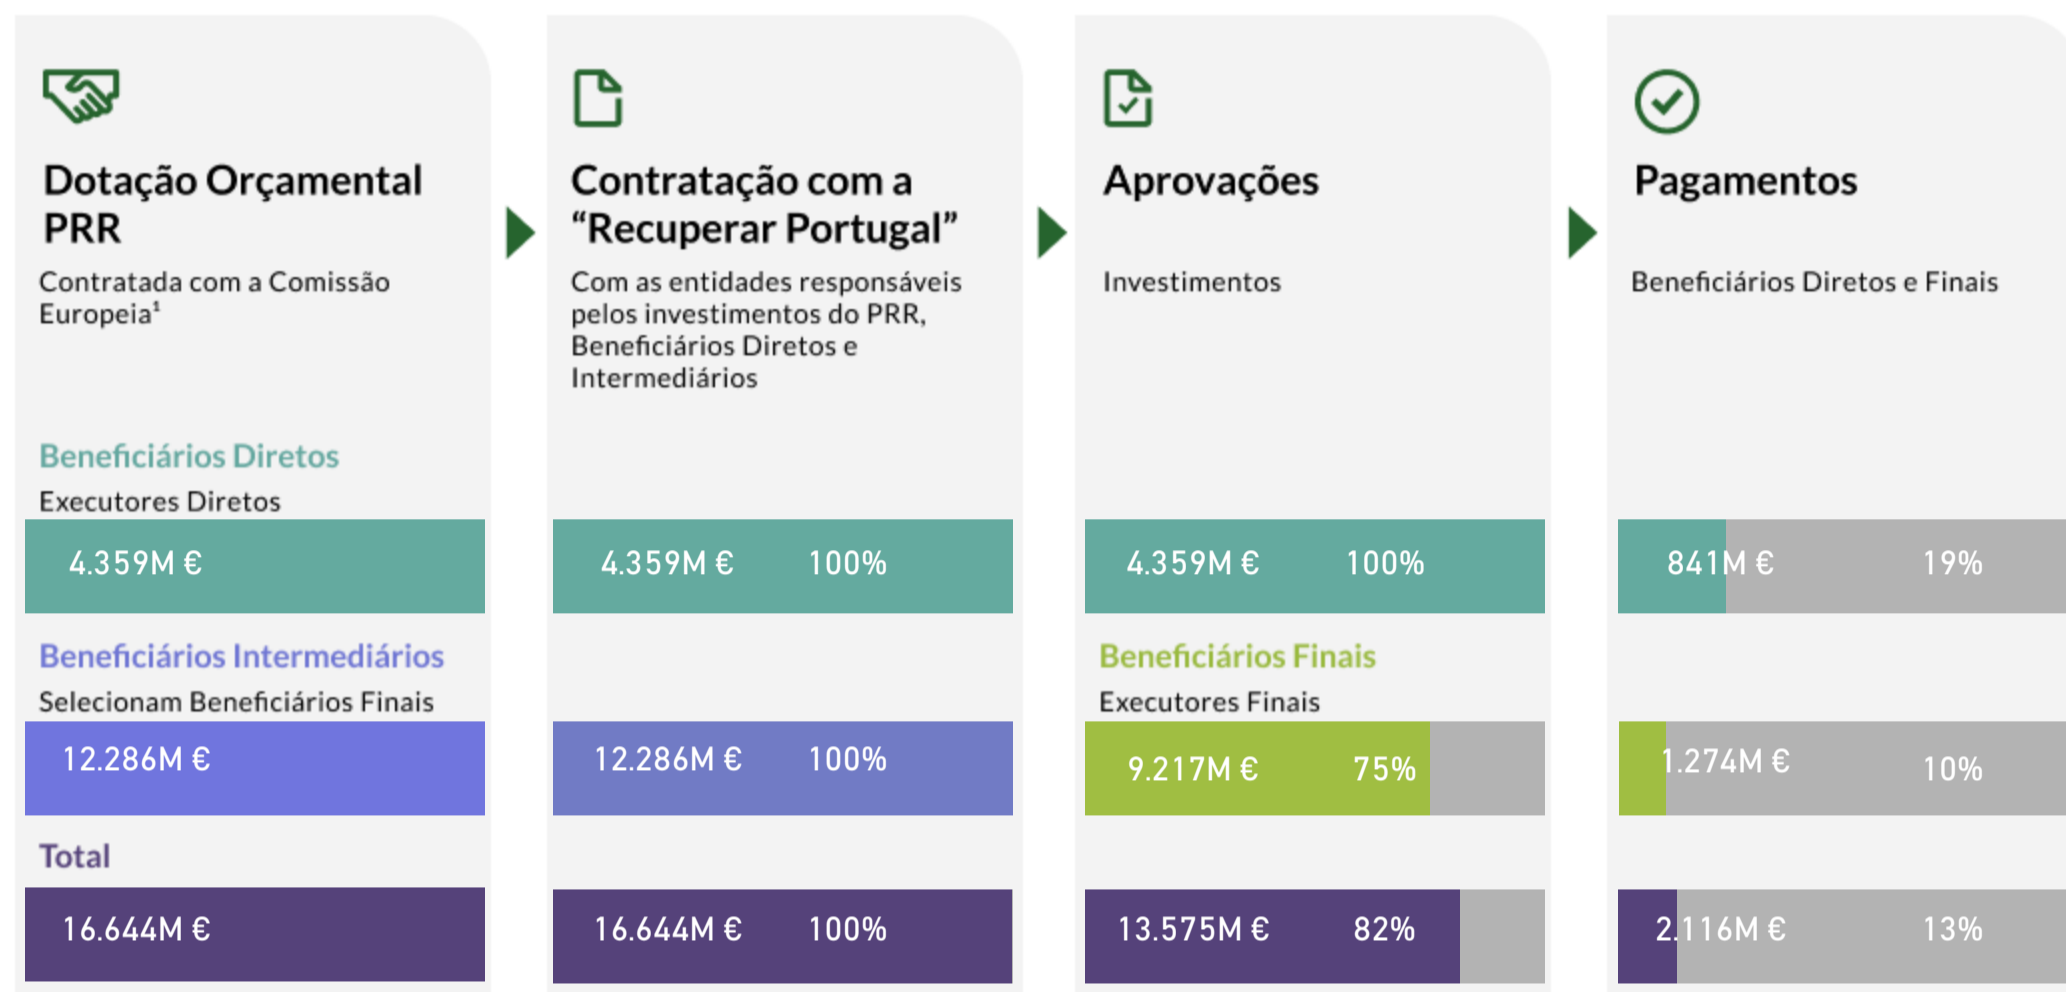 Dotação Orçamental
PRR
Contratada com a Comissão
Europeia¹
Beneficiários Diretos
Executores Diretos
4.359M €
Beneficiários Intermediários
Selecionam Beneficiários Finais
12.286M €
Total
16.644M €
Contratação com a
“Recuperar Portugal”
Com as entidades responsáveis
pelos investimentos do PRR,
Beneficiários Diretos e
Intermediários
4.359M € 100%
12.286M € 100%
16.644M € 100%
Aprovações
Investimentos
4.359M € 100%
Beneficiários Finais
Executores Finais
9.217M € 75%
13.575M € 82%
Pagamentos
Beneficiários Diretos e Finais
841M € 19%
1.274M € 10%
2.116M € 13%